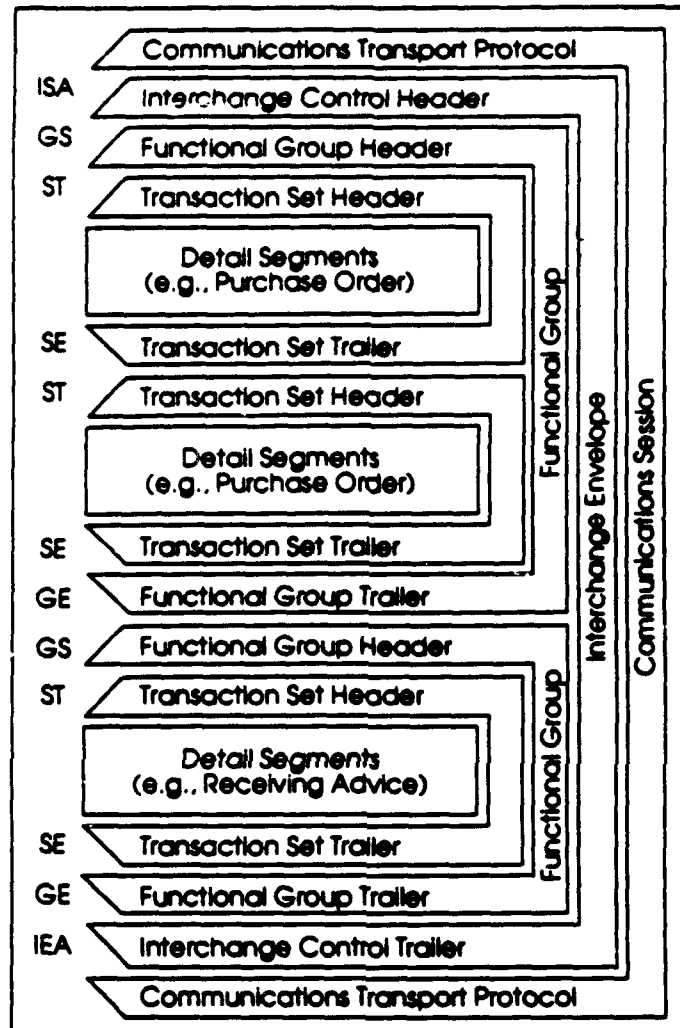 Communications Transport Protocol
ISA Interchange Control Header
GS Functional Group Header
ST Transaction Set Header
Detail Segments
(e.g., Purchase Order)
SE Transaction Set Trailer
ST Transaction Set Header
Detail Segments
(e.g., Purchase Order)
SE Transaction Set Trailer
GE Functional Group Trailer
Functional Group
GS Functional Group Header
ST Transaction Set Header
Detail Segments
(e.g., Receiving Advice)
SE Transaction Set Trailer
GE Functional Group Trailer
Functional Group
IEA Interchange Control Trailer
Communications Transport Protocol
Interchange Envelope
Communications Session